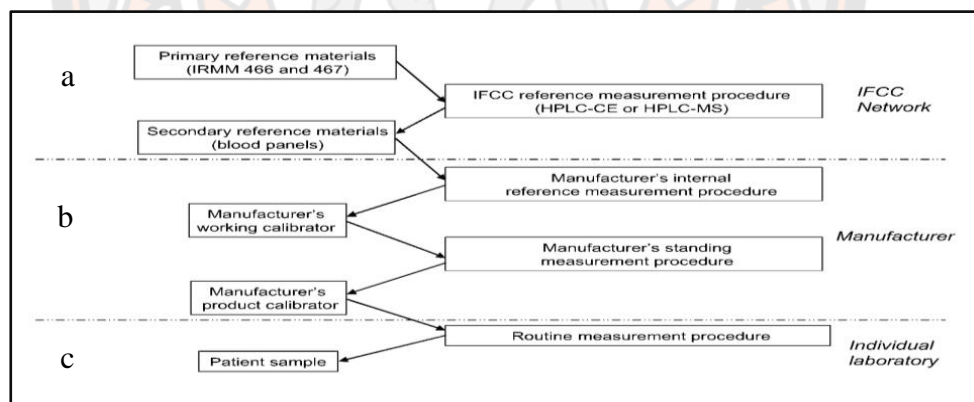 a
Primary reference materials
(IRMM 466 and 467)
IFCC reference measurement procedure
(HPLC-CE or HPLC-MS)
IFCC
Network
Secondary reference materials
(blood panels)
b
Manufacturer's internal
reference measurement procedure
Manufacturer's
working calibrator
Manufacturer
Manufacturer's standing
measurement procedure
Manufacturer's
product calibrator
c
Routine measurement procedure
Individual
laboratory
Patient sample